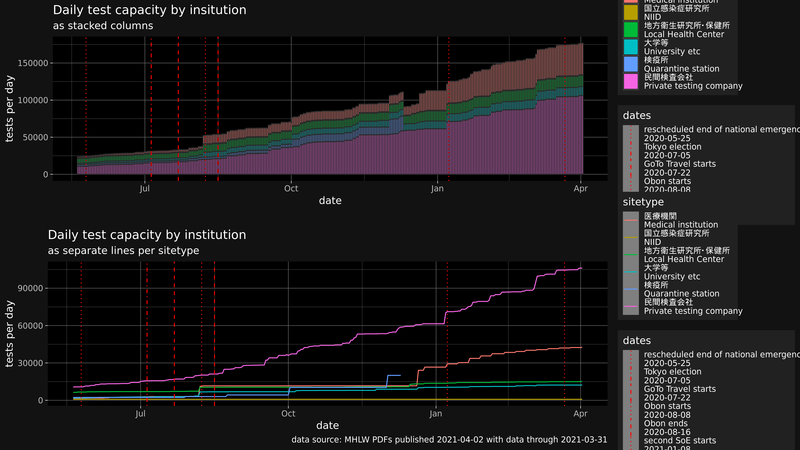 Daily test capacity by insitution
as stacked columns
tests per day
150000
100000
50000
0
Jul
Oct
Jan
Apr
date
Medical institution
国立感染症研究所
NIID
地方衛生研究所・保健所
Local Health Center
大学等
University etc
検疫所
Quarantine station
民間検査会社
Private testing company
dates
rescheduled end of national emergenc
2020-05-25
Tokyo election
2020-07-05
GoTo Travel starts
2020-07-22
Obon starts
2020-08-08
Daily test capacity by institution
as separate lines per sitetype
tests per day
90000
60000
30000
0
Jul
Oct
Jan
Apr
date
data source: MHLW PDFs published 2021-04-02 with data through 2021-03-31
sitetype
医療機関
Medical institution
国立感染症研究所
NIID
地方衛生研究所・保健所
Local Health Center
大学等
University etc
検疫所
Quarantine station
民間検査会社
Private testing company
dates
rescheduled end of national emergenc
2020-05-25
Tokyo election
2020-07-05
GoTo Travel starts
2020-07-22
Obon starts
2020-08-08
Obon ends
2020-08-16
second SoE starts
2021-01-08